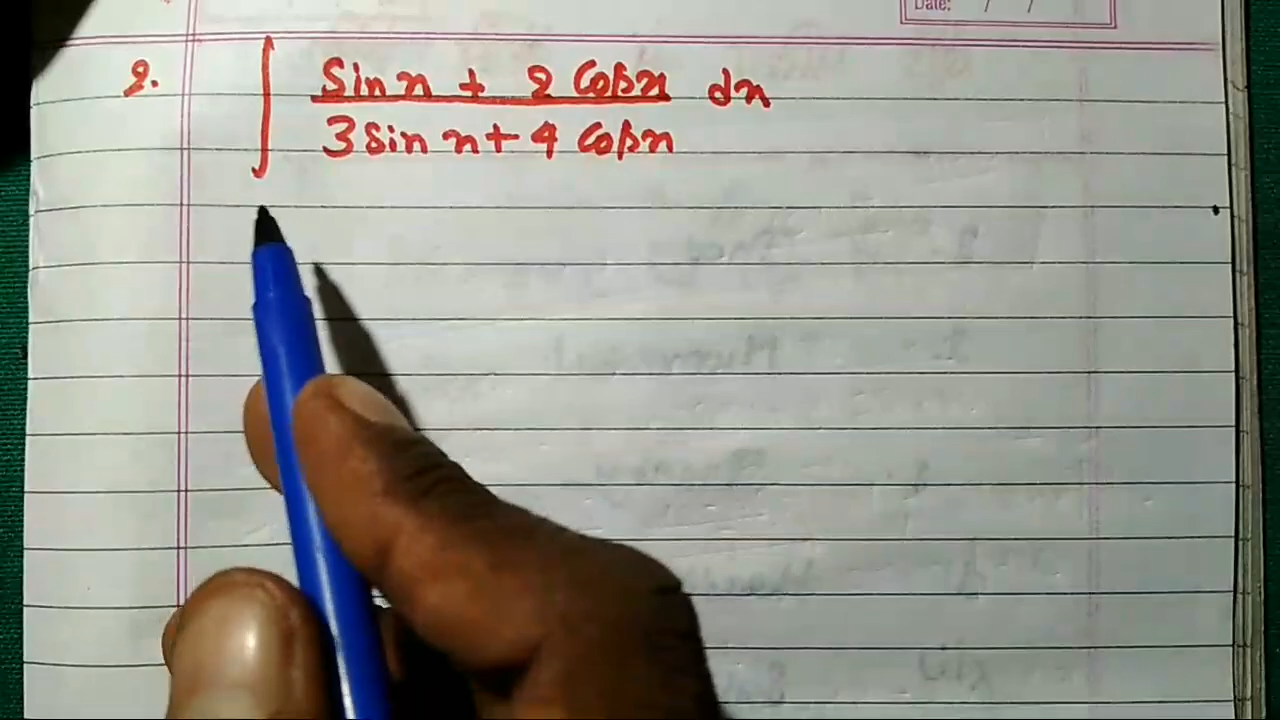 Date: / /
2. ∫ Sin x + 2 Cos x dx
3 sin x + 4 Cos x